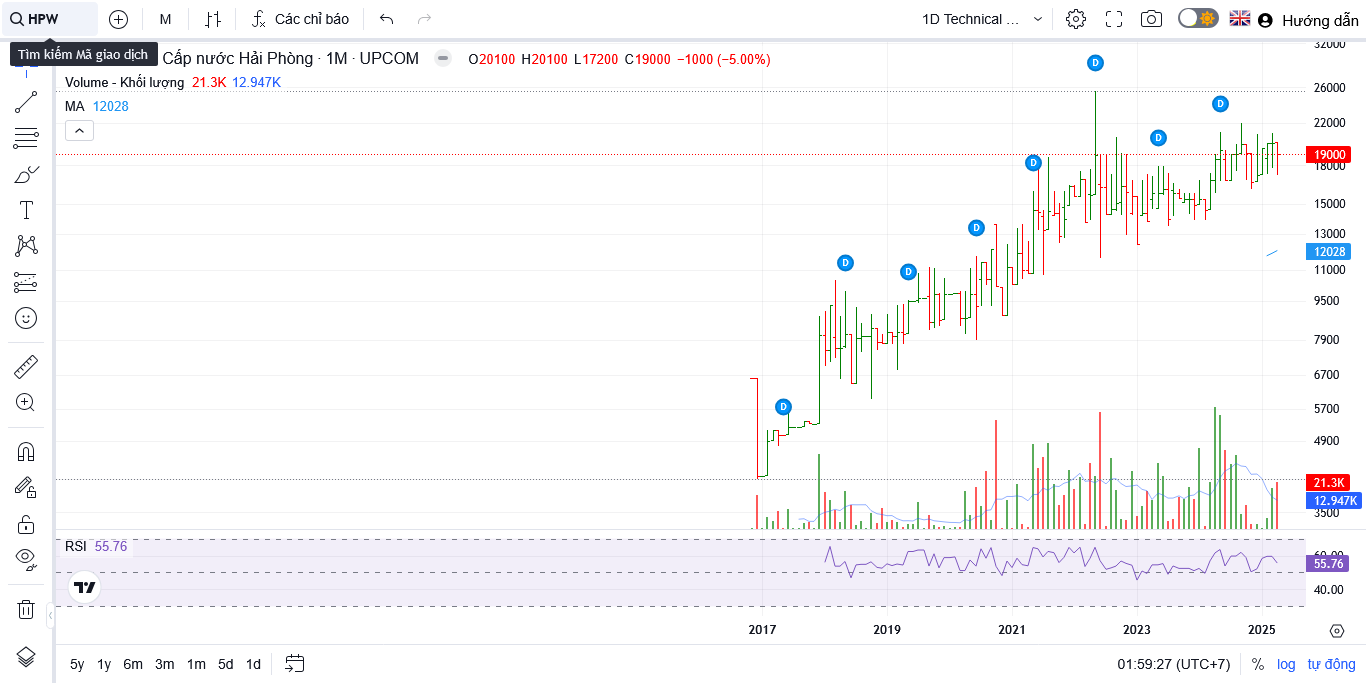 HPW M Các chỉ báo 1D Technical ... Hướng dẫn
Tìm kiếm Mã giao dịch
Cấp nước Hải Phòng · 1M · UPCOM O20100 H20100 L17200 C19000 −1000 (−5.00%)
Volume - Khối lượng 21.3K 12.947K
MA 12028
32000
26000
22000
19000
18000
15000
13000
12028
11000
9500
7900
6700
5700
4900
21.3K
12.947K
3500
D
D
D
D
D
D
D
D
RSI 55.76
60.00
55.76
40.00
2017 2019 2021 2023 2025
5y 1y 6m 3m 1m 5d 1d 01:59:27 (UTC+7) % log tự động